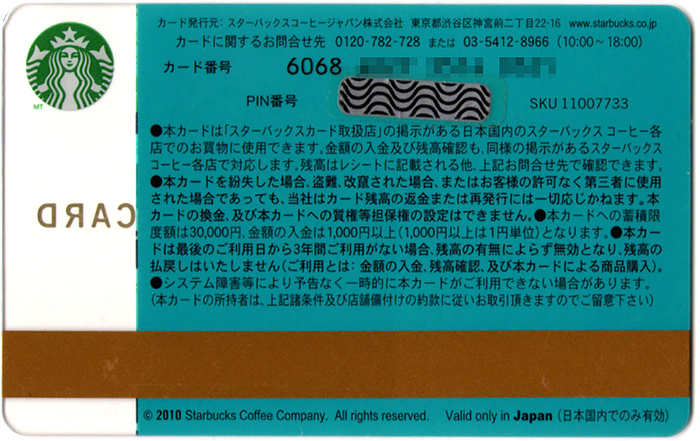 カード発行元：スターバックスコーヒージャパン株式会社 東京都渋谷区神宮前二丁目22-16 www.starbucks.co.jp
カードに関するお問合せ先 0120-782-728 または 03-5412-8966 (10:00～18:00)
カード番号 6068
PIN番号 SKU 11007733
●本カードは「スターバックスカード取扱店」の掲示がある日本国内のスターバックス コーヒー各
店でのお買物に使用できます。金額の入金及び残高確認も、同様の掲示があるスターバックス
コーヒー各店で対応します。残高はレシートに記載される他、上記お問合せ先で確認できます。
●本カードを紛失した場合、盗難、改竄された場合、またはお客様の許可なく第三者に使用
された場合であっても、当社はカード残高の返金または再発行には一切応じかねます。本
カードの換金、及び本カードへの質権等担保権の設定はできません。●本カードへの蓄積限
度額は30,000円、金額の入金は1,000円以上(1,000円以上は1円単位)となります。●本カー
ドは最後のご利用日から3年間ご利用がない場合、残高の有無によらず無効となり、残高の
払戻しはいたしません(ご利用とは：金額の入金、残高確認、及び本カードによる商品購入)。
●システム障害等により予告なく一時的に本カードがご利用できない場合があります。
(本カードの所持者は、上記諸条件及び店舗備付けの約款に従いお取引頂きますのでご留意下さい)
CARD
MT
© 2010 Starbucks Coffee Company. All rights reserved. Valid only in Japan (日本国内でのみ有効)